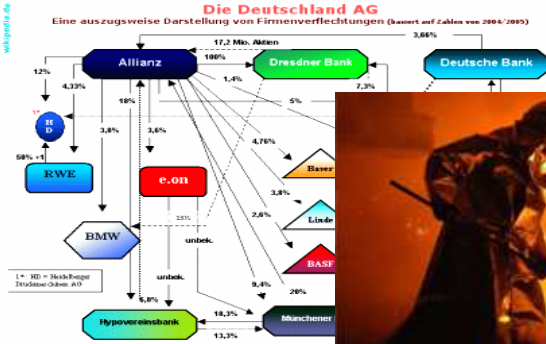 Die Deutschland AG
Eine auszugsweise Darstellung von Firmenverflechtungen (basiert auf Zahlen von 2004/2005)
wikipedia.de
3,66%
17,2 Mio. Aktien
Allianz
100%
Dresdner Bank
Deutsche Bank
12%
4,33%
1,4%
7,3%
18%
5%
1*
HD
3,8%
3,6%
4,76%
50% +1
RWE
e.on
Bayer
3,8%
Linde
2,6%
25%
BMW
unbek.
BASF
1*: HD = Heidelberger
Druckmaschinen AG
unbek.
9,4%
20%
6,8%
Hypovereinsbank
18,3%
Münchener
13,3%